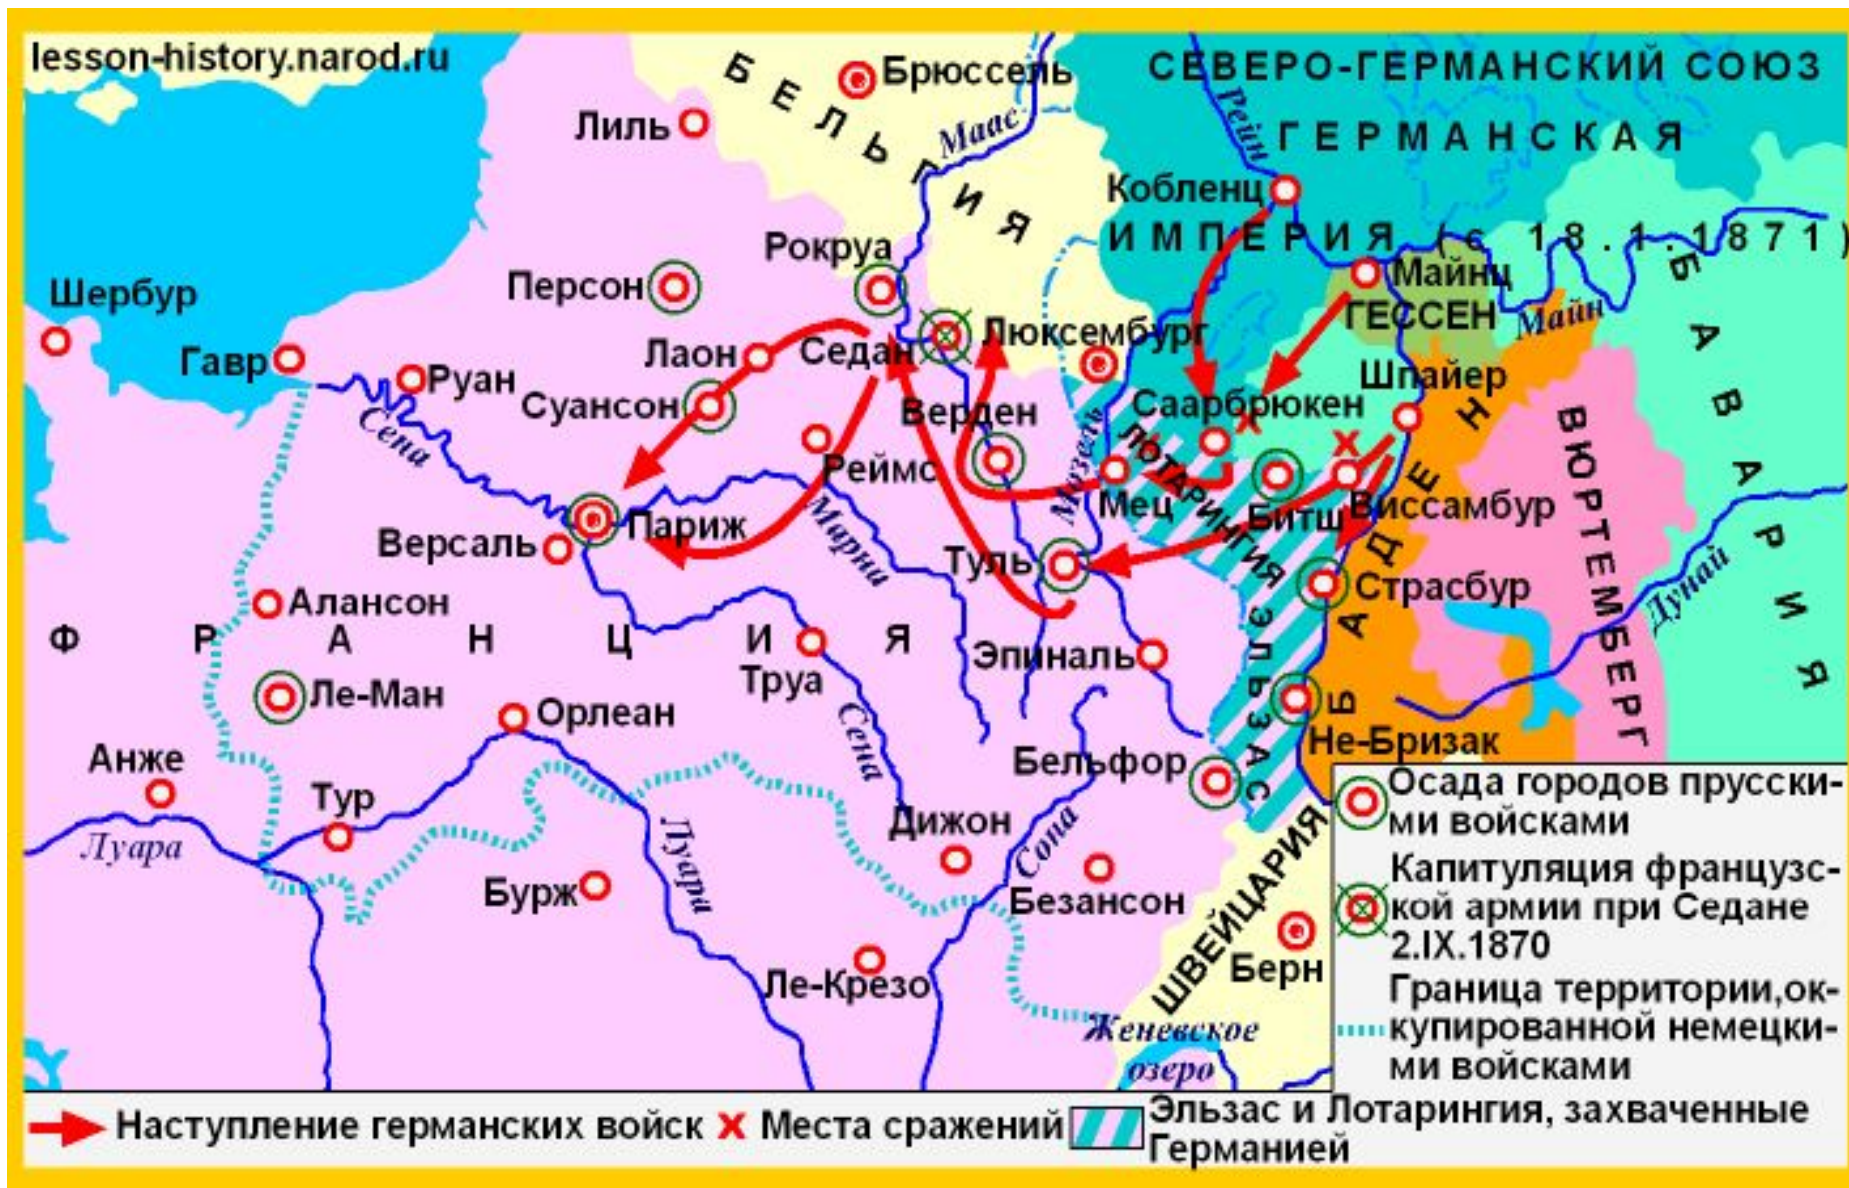 lesson-history.narod.ru
БЕЛЬГИЯ
Брюссель
СЕВЕРО-ГЕРМАНСКИЙ СОЮЗ
Лиль
Маас
Рейн
ГЕРМАНСКАЯ
Кобленц
ИМПЕРИЯ (с 18.1.1871)
Рокруа
Персон
Майнц
ГЕССЕН
Майн
БАВАРИЯ
Шербур
Гавр
Руан
Лаон
Седан
Люксембург
Шпайер
Суансон
Верден
Саарбрюкен
ВЮРТЕМБЕРГ
Сена
Реймс
Мозель
Мец
ЛОТАРИНГИЯ
Битш
Виссамбур
БАДЕН
Париж
Версаль
Марна
Туль
Страсбур
Дунай
Алансон
ФРАНЦИЯ
Эпиналь
ЭЛЬЗАС
Труа
Ле-Ман
Орлеан
Сена
Не-Бризак
Анже
Тур
Бельфор
Луара
Луара
Дижон
Сона
Бурж
Безансон
ШВЕЙЦАРИЯ
Берн
Ле-Крезо
Женевское
озеро
Осада городов прусски-
ми войсками
Капитуляция французс-
кой армии при Седане
2.IX.1870
Граница территории,ок-
купированной немецки-
ми войсками
Наступление германских войск
Места сражений
Эльзас и Лотарингия, захваченные
Германией